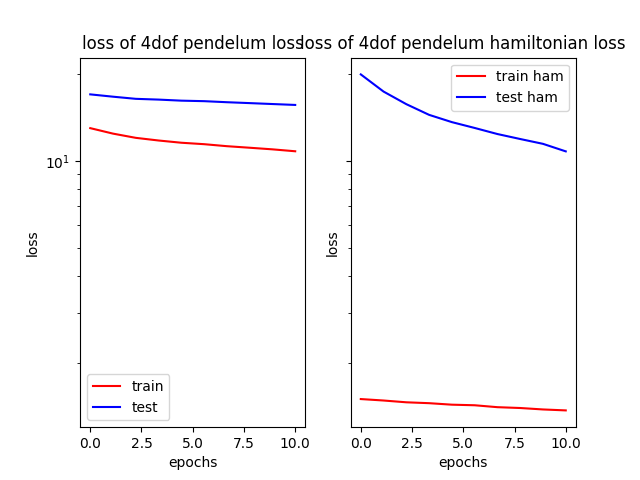 loss of 4dof pendelum loss
loss of 4dof pendelum hamiltonian loss
10^1
loss
train
test
0.0 2.5 5.0 7.5 10.0
epochs
loss
train ham
test ham
0.0 2.5 5.0 7.5 10.0
epochs